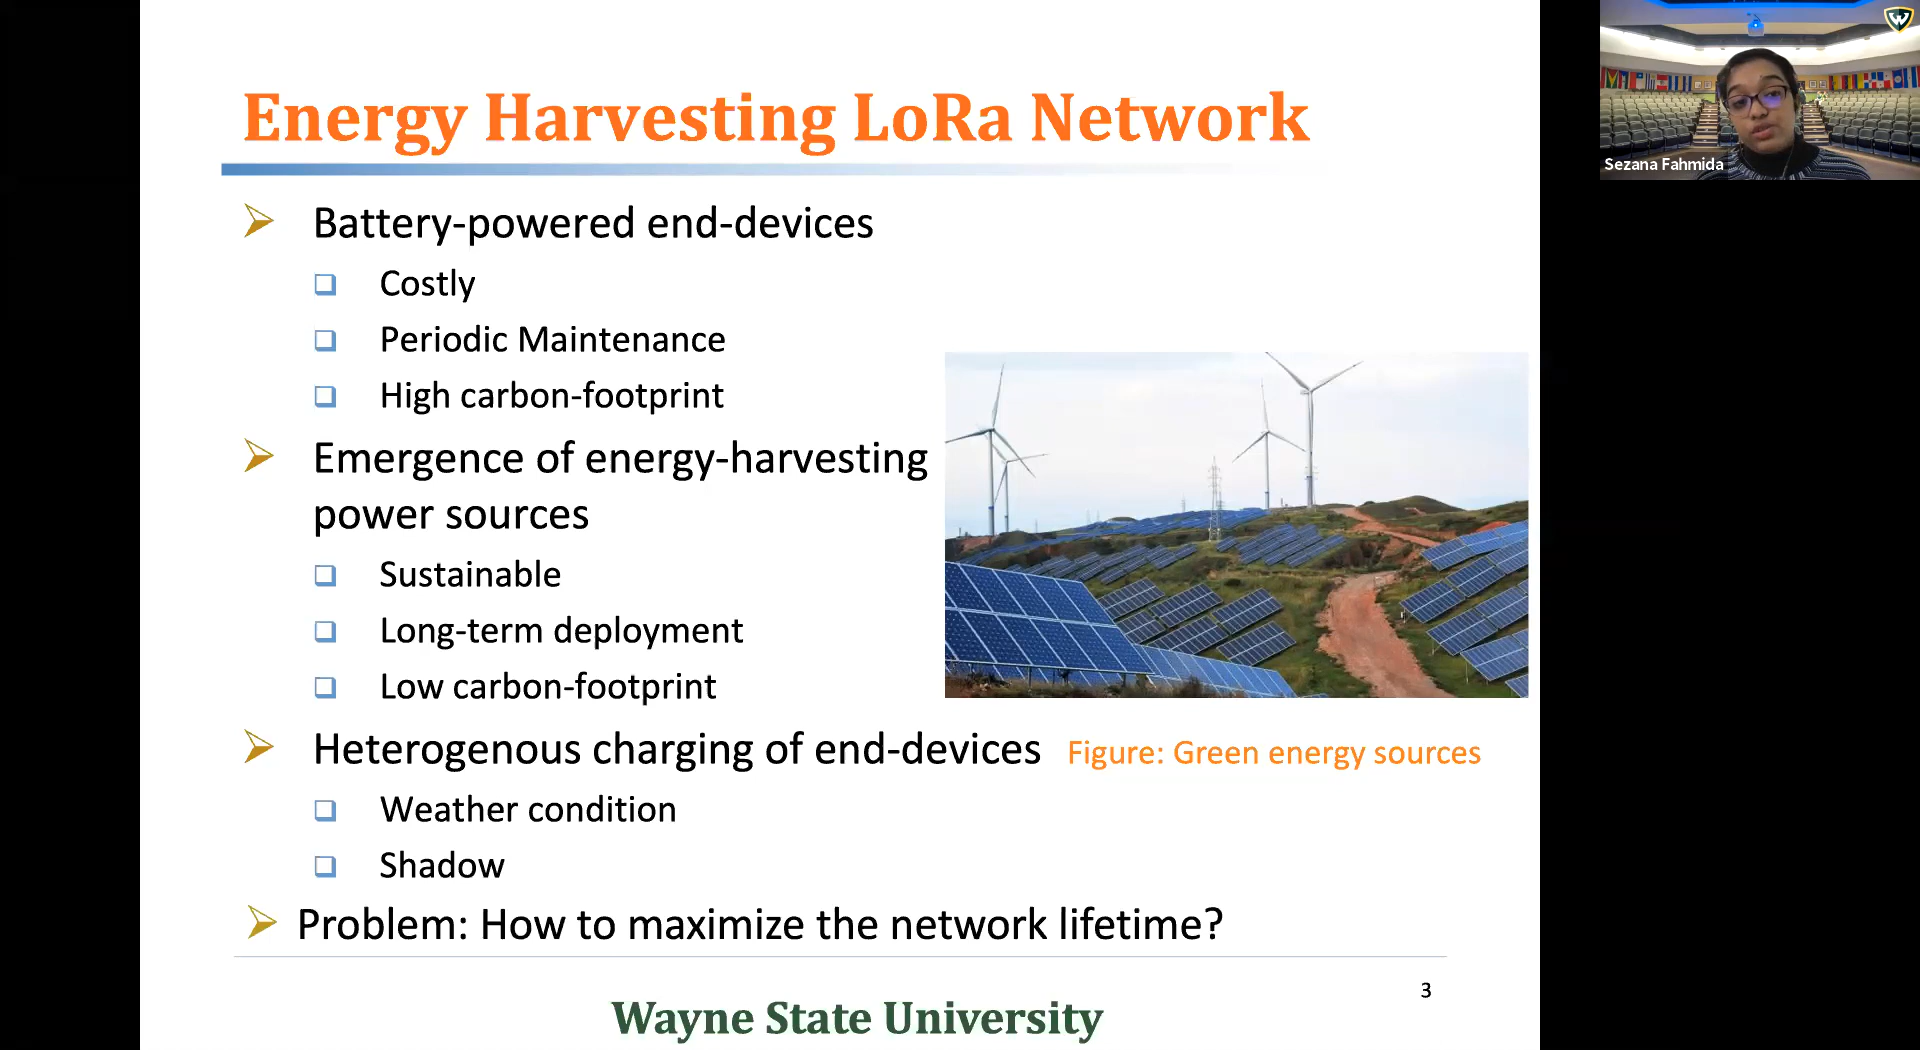 Energy Harvesting LoRa Network
Battery-powered end-devices
Costly
Periodic Maintenance
High carbon-footprint
Emergence of energy-harvesting
power sources
Sustainable
Long-term deployment
Low carbon-footprint
Heterogenous charging of end-devices
Figure: Green energy sources
Weather condition
Shadow
Problem: How to maximize the network lifetime?
3
Wayne State University
W
Sezana Fahmida